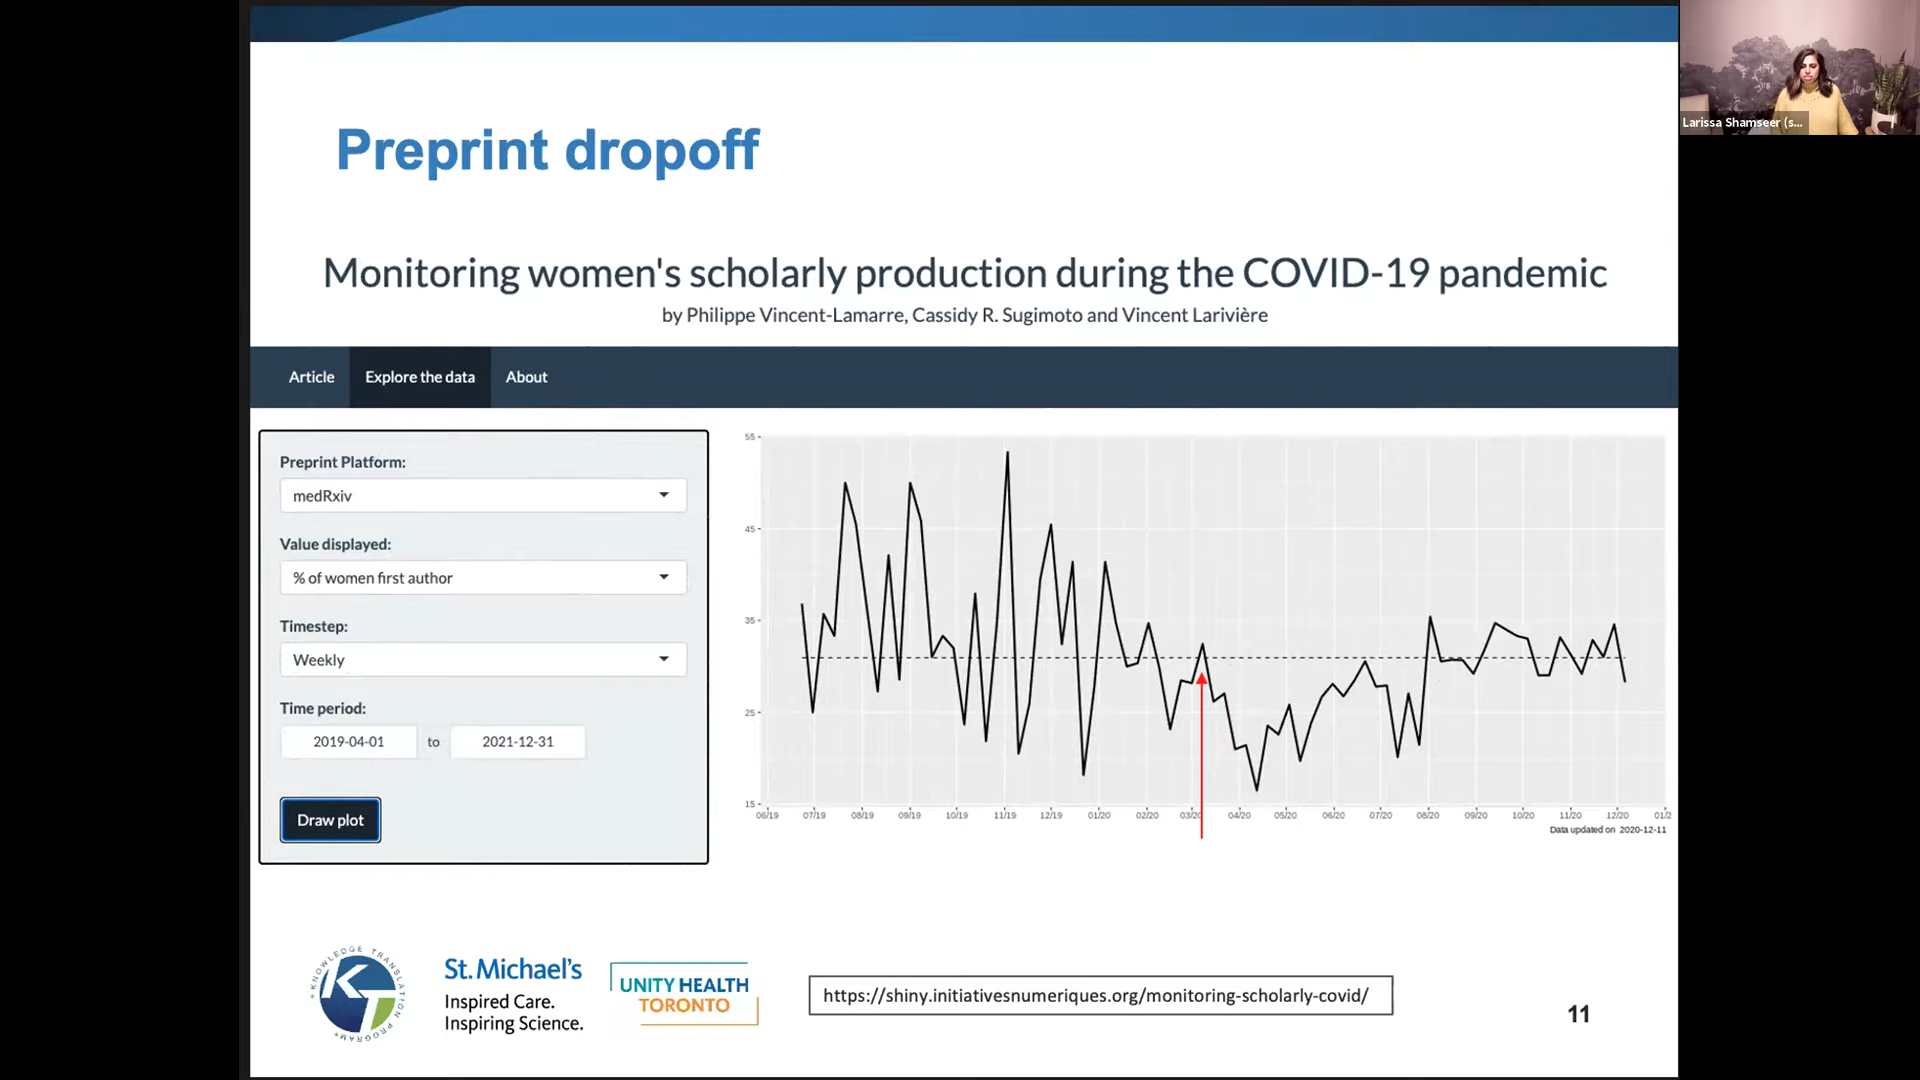 Larissa Shamseer (s...
Preprint dropoff
Monitoring women's scholarly production during the COVID-19 pandemic
by Philippe Vincent-Lamarre, Cassidy R. Sugimoto and Vincent Larivière
Article Explore the data About
Preprint Platform:
medRxiv
Value displayed:
% of women first author
Timestep:
Weekly
Time period:
2019-04-01 to 2021-12-31
Draw plot
55
45
35
25
15
06/19 07/19 08/19 09/19 10/19 11/19 12/19 01/20 02/20 03/20 04/20 05/20 06/20 07/20 08/20 09/20 10/20 11/20 12/20 01/2
Data updated on 2020-12-11
KNOWLEDGE TRANSLATION PROGRAM
KT
St. Michael's
Inspired Care.
Inspiring Science.
UNITY HEALTH
TORONTO
https://shiny.initiativesnumeriques.org/monitoring-scholarly-covid/
11